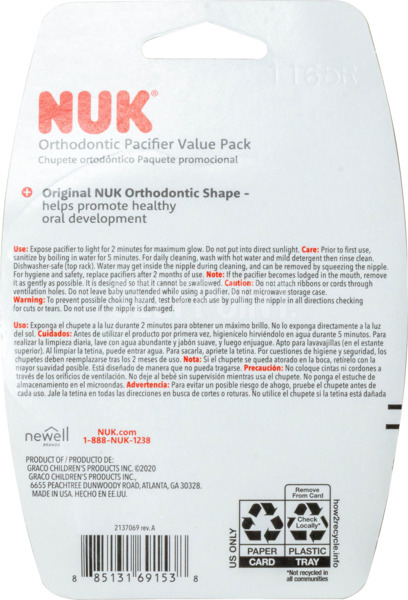 NUK®
Orthodontic Pacifier Value Pack
Chupete ortodóntico Paquete promocional
Original NUK Orthodontic Shape –
helps promote healthy
oral development
Use: Expose pacifier to light for 2 minutes for maximum glow. Do not put into direct sunlight. Care: Prior to first use,
sanitize by boiling in water for 5 minutes. For daily cleaning, wash with hot water and mild detergent then rinse clean.
Dishwasher-safe (top rack). Water may get inside the nipple during cleaning, and can be removed by squeezing the nipple.
For hygiene and safety, replace pacifiers after 2 months of use. Note: If the pacifier becomes lodged in the mouth, remove
it as gently as possible. It is designed so that it cannot be swallowed. Caution: Do not attach ribbons or cords through
ventilation holes. Do not leave baby unattended while using a pacifier. Do not microwave storage case.
Warning: To prevent possible choking hazard, test before each use by pulling the nipple in all directions checking
for cuts or tears. Do not use if the nipple is damaged.
Uso: Exponga el chupete a la luz durante 2 minutos para obtener un máximo brillo. No lo exponga directamente a la luz
del sol. Cuidados: Antes de utilizar el producto por primera vez, higienícelo hirviéndolo en agua durante 5 minutos. Para
realizar la limpieza diaria, lave con agua abundante y jabón suave, y luego enjuague. Apto para lavavajillas (en el estante
superior). Al limpiar la tetina, puede entrar agua. Para sacarla, apriete la tetina. Por cuestiones de higiene y seguridad, los
chupetes deben reemplazarse tras los 2 meses de uso. Nota: Si el chupete se queda atorado en la boca, retírelo con la
mayor suavidad posible. Está diseñado de manera que no pueda tragarse. Precaución: No coloque cintas ni cordones a
través de los orificios de ventilación. No deje al bebé sin supervisión mientras usa el chupete. No ponga el estuche de
almacenamiento en el microondas. Advertencia: Para evitar un posible riesgo de ahogo, pruebe el chupete antes de
cada uso. Jale la tetina en todas las direcciones en busca de cortes o roturas. No utilice el chupete si la tetina está dañada
newell
BRANDS
NUK.com
1-888-NUK-1238
PRODUCT OF / PRODUCTO DE:
GRACO CHILDREN'S PRODUCTS INC. ©2020
GRACO CHILDREN'S PRODUCTS INC.,
6655 PEACHTREE DUNWOODY ROAD, ATLANTA, GA 30328.
MADE IN USA. HECHO EN EE.UU.
2137069 rev. A
8 85131 69153 8
US ONLY
PAPER
CARD
Remove
From Card
Check
Locally*
PLASTIC
TRAY
*Not recycled in
all communities
how2recycle.info